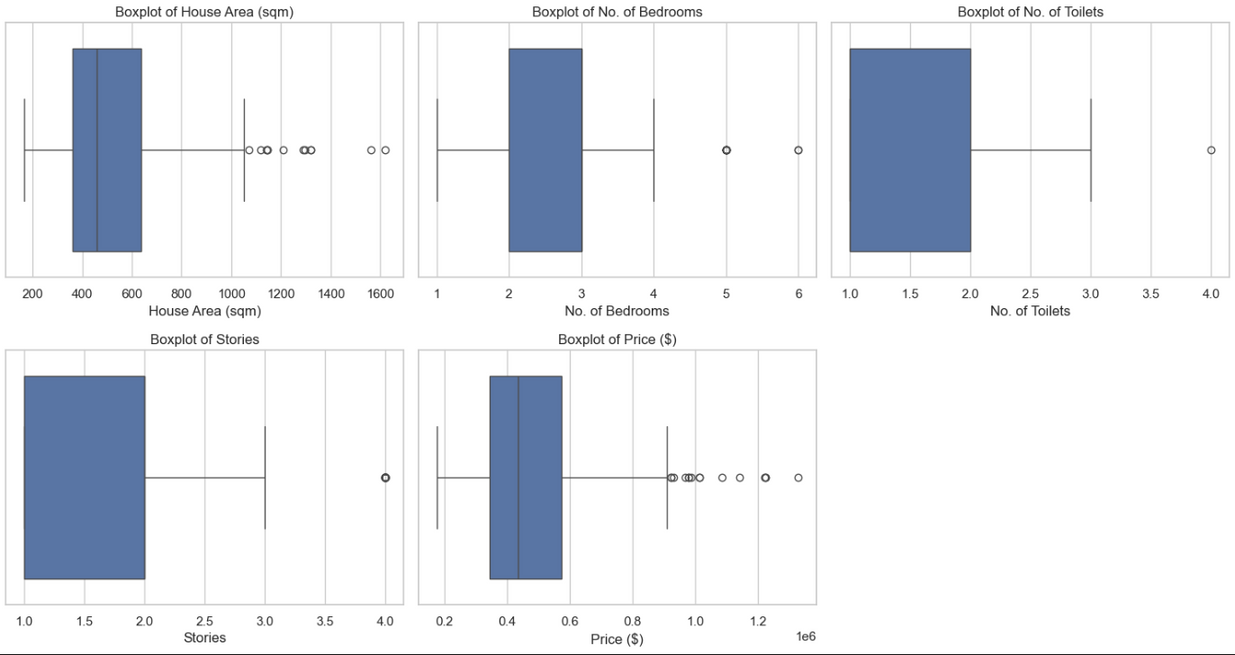 Boxplot of House Area (sqm)
200 400 600 800 1000 1200 1400 1600
House Area (sqm)
Boxplot of No. of Bedrooms
1 2 3 4 5 6
No. of Bedrooms
Boxplot of No. of Toilets
1.0 1.5 2.0 2.5 3.0 3.5 4.0
No. of Toilets
Boxplot of Stories
1.0 1.5 2.0 2.5 3.0 3.5 4.0
Stories
Boxplot of Price ($)
0.2 0.4 0.6 0.8 1.0 1.2
Price ($)
1e6